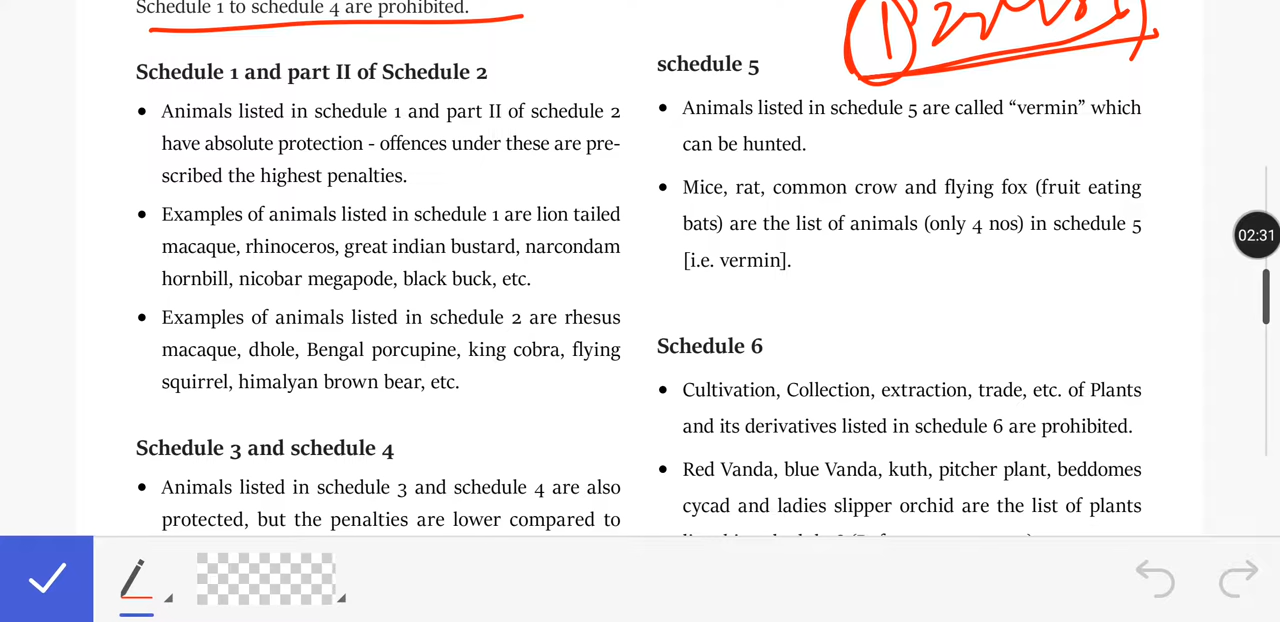 Schedule 1 to schedule 4 are prohibited.
Schedule 1 and part II of Schedule 2
• Animals listed in schedule 1 and part II of schedule 2
have absolute protection - offences under these are pre-
scribed the highest penalties.
• Examples of animals listed in schedule 1 are lion tailed
macaque, rhinoceros, great indian bustard, narcondam
hornbill, nicobar megapode, black buck, etc.
• Examples of animals listed in schedule 2 are rhesus
macaque, dhole, Bengal porcupine, king cobra, flying
squirrel, himalyan brown bear, etc.
Schedule 3 and schedule 4
• Animals listed in schedule 3 and schedule 4 are also
protected, but the penalties are lower compared to
schedule 5
• Animals listed in schedule 5 are called “vermin” which
can be hunted.
• Mice, rat, common crow and flying fox (fruit eating
bats) are the list of animals (only 4 nos) in schedule 5
[i.e. vermin].
Schedule 6
• Cultivation, Collection, extraction, trade, etc. of Plants
and its derivatives listed in schedule 6 are prohibited.
• Red Vanda, blue Vanda, kuth, pitcher plant, beddomes
cycad and ladies slipper orchid are the list of plants
02:31